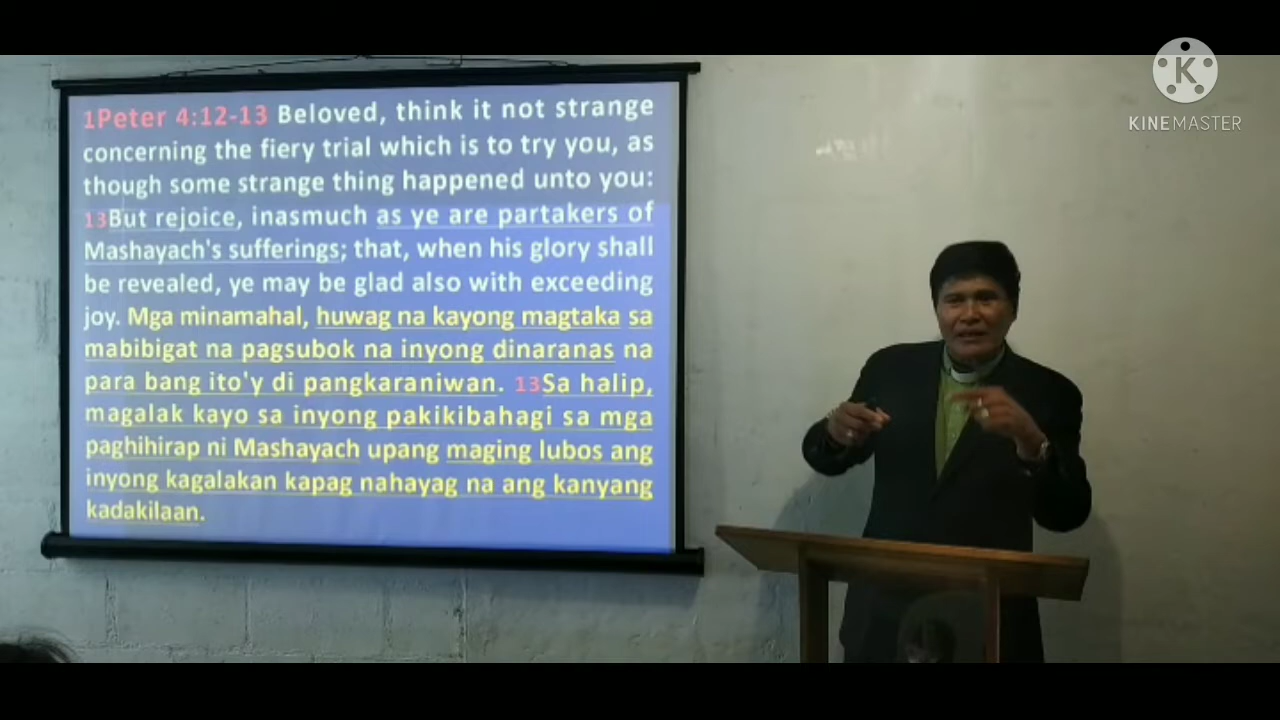 1Peter 4:12-13 Beloved, think it not strange
concerning the fiery trial which is to try you, as
though some strange thing happened unto you:
13But rejoice, inasmuch as ye are partakers of
Mashayach's sufferings; that, when his glory shall
be revealed, ye may be glad also with exceeding
joy. Mga minamahal, huwag na kayong magtaka sa
mabibigat na pagsubok na inyong dinaranas na
para bang ito'y di pangkaraniwan. 13Sa halip,
magalak kayo sa inyong pakikibahagi sa mga
paghihirap ni Mashayach upang maging lubos ang
inyong kagalakan kapag nahayag na ang kanyang
kadakilaan.
K
KINEMASTER